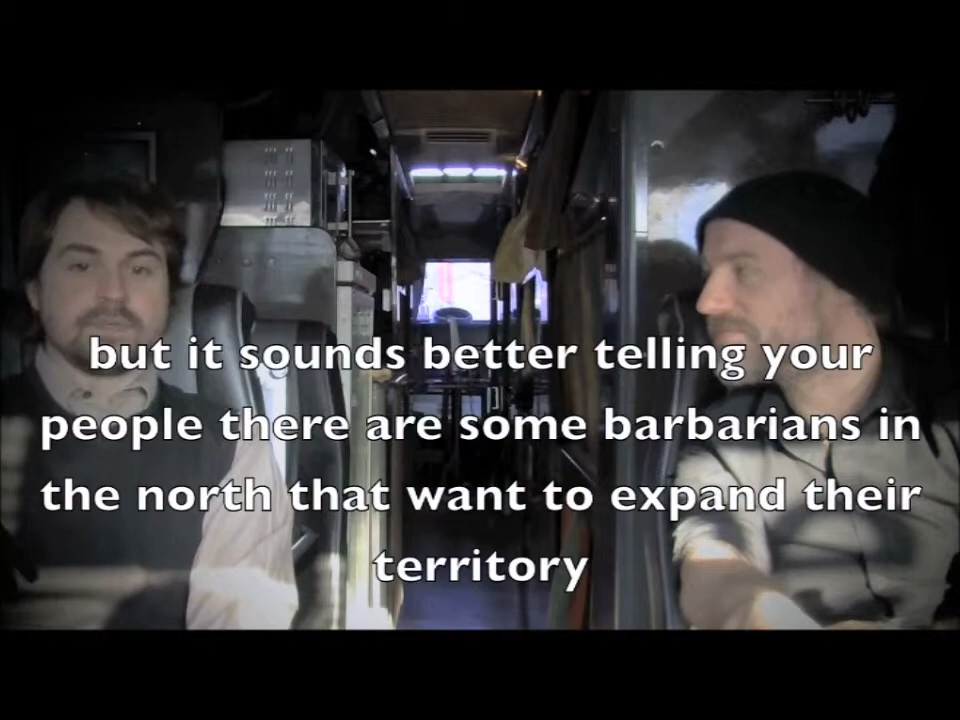 but it sounds better telling your
people there are some barbarians in
the north that want to expand their
territory